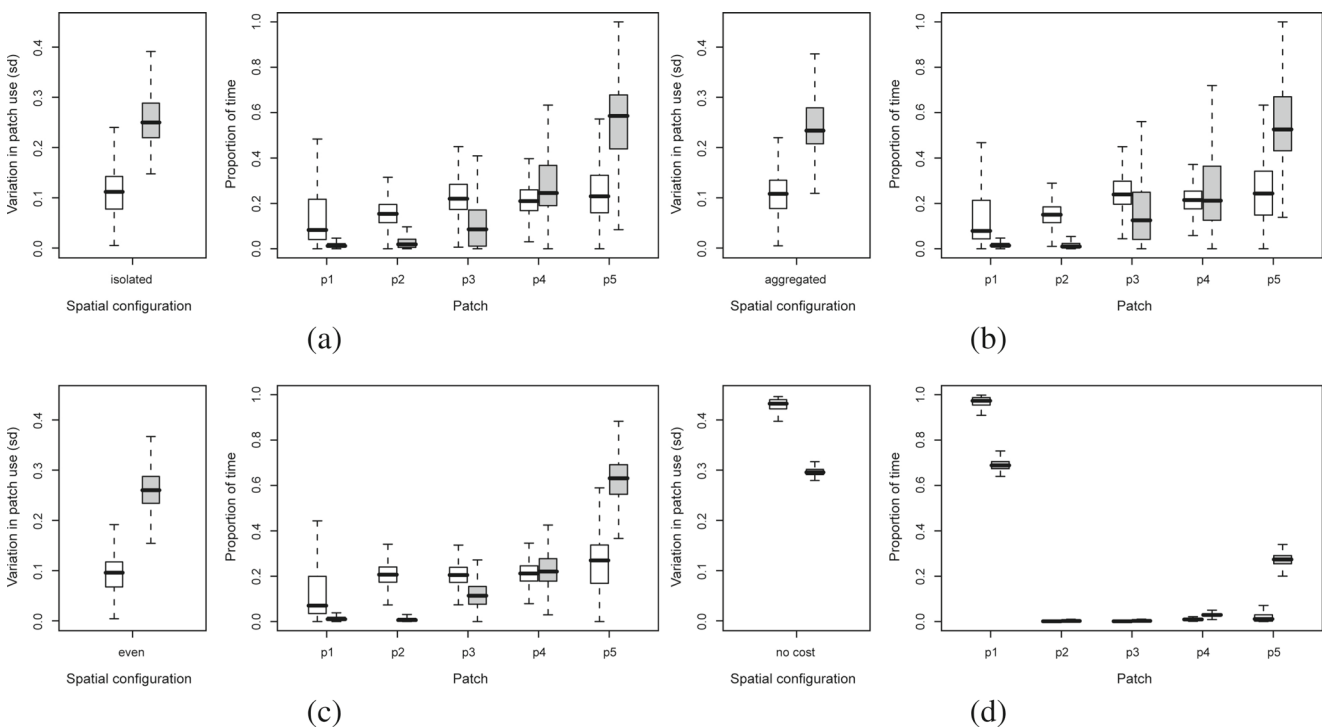 Variation in patch use (sd)
0.0 0.1 0.2 0.3 0.4
isolated
Spatial configuration
Proportion of time
0.0 0.2 0.4 0.6 0.8 1.0
p1 p2 p3 p4 p5
Patch
(a)
Variation in patch use (sd)
0.0 0.1 0.2 0.3 0.4
aggregated
Spatial configuration
Proportion of time
0.0 0.2 0.4 0.6 0.8 1.0
p1 p2 p3 p4 p5
Patch
(b)
Variation in patch use (sd)
0.0 0.1 0.2 0.3 0.4
even
Spatial configuration
Proportion of time
0.0 0.2 0.4 0.6 0.8 1.0
p1 p2 p3 p4 p5
Patch
(c)
Variation in patch use (sd)
0.0 0.1 0.2 0.3 0.4
no cost
Spatial configuration
Proportion of time
0.0 0.2 0.4 0.6 0.8 1.0
p1 p2 p3 p4 p5
Patch
(d)